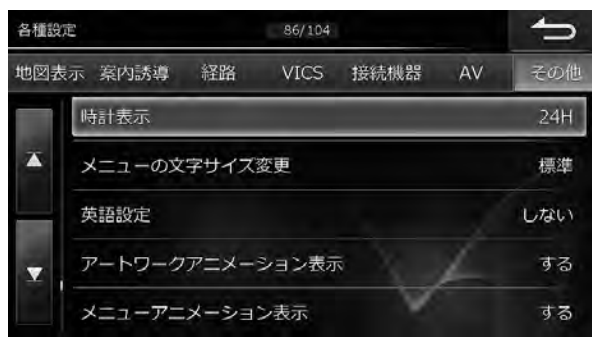 各種設定 86/104
地図表示 案内誘導 経路 VICS 接続機器 AV その他
時計表示 24H
メニューの文字サイズ変更 標準
英語設定 しない
アートワークアニメーション表示 する
メニューアニメーション表示 する